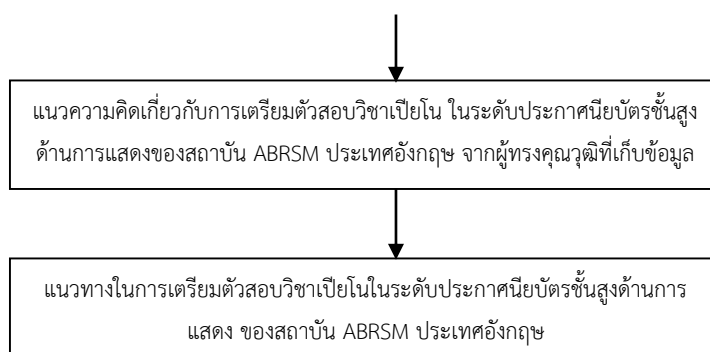 แนวความคิดเกี่ยวกับการเตรียมตัวสอบวิชาเปียโน ในระดับประกาศนียบัตรชั้นสูง
ด้านการแสดงของสถาบัน ABRSM ประเทศอังกฤษ จากผู้ทรงคุณวุฒิที่เก็บข้อมูล
แนวทางในการเตรียมตัวสอบวิชาเปียโนในระดับประกาศนียบัตรชั้นสูงด้านการ
แสดง ของสถาบัน ABRSM ประเทศอังกฤษ